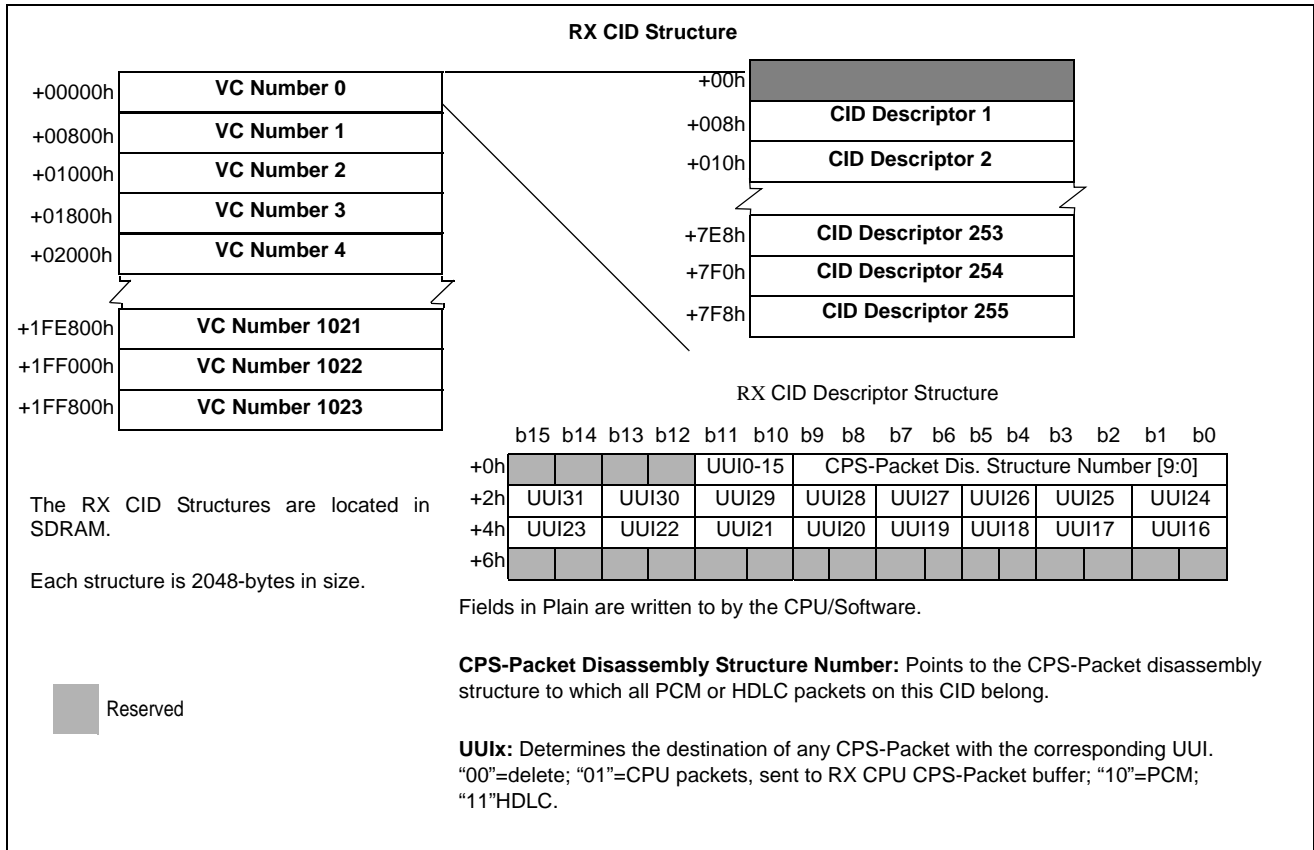 RX CID Structure
+00000h VC Number 0
+00800h VC Number 1
+01000h VC Number 2
+01800h VC Number 3
+02000h VC Number 4
+1FE800h VC Number 1021
+1FF000h VC Number 1022
+1FF800h VC Number 1023
+00h
+008h CID Descriptor 1
+010h CID Descriptor 2
+7E8h CID Descriptor 253
+7F0h CID Descriptor 254
+7F8h CID Descriptor 255
The RX CID Structures are located in
SDRAM.
Each structure is 2048-bytes in size.
Reserved
RX CID Descriptor Structure
b15 b14 b13 b12 b11 b10 b9 b8 b7 b6 b5 b4 b3 b2 b1 b0
+0h UUI0-15 CPS-Packet Dis. Structure Number [9:0]
+2h UUI31 UUI30 UUI29 UUI28 UUI27 UUI26 UUI25 UUI24
+4h UUI23 UUI22 UUI21 UUI20 UUI19 UUI18 UUI17 UUI16
+6h
Fields in Plain are written to by the CPU/Software.
CPS-Packet Disassembly Structure Number: Points to the CPS-Packet disassembly
structure to which all PCM or HDLC packets on this CID belong.
UUIx: Determines the destination of any CPS-Packet with the corresponding UUI.
“00”=delete; “01”=CPU packets, sent to RX CPU CPS-Packet buffer; “10”=PCM;
“11”HDLC.